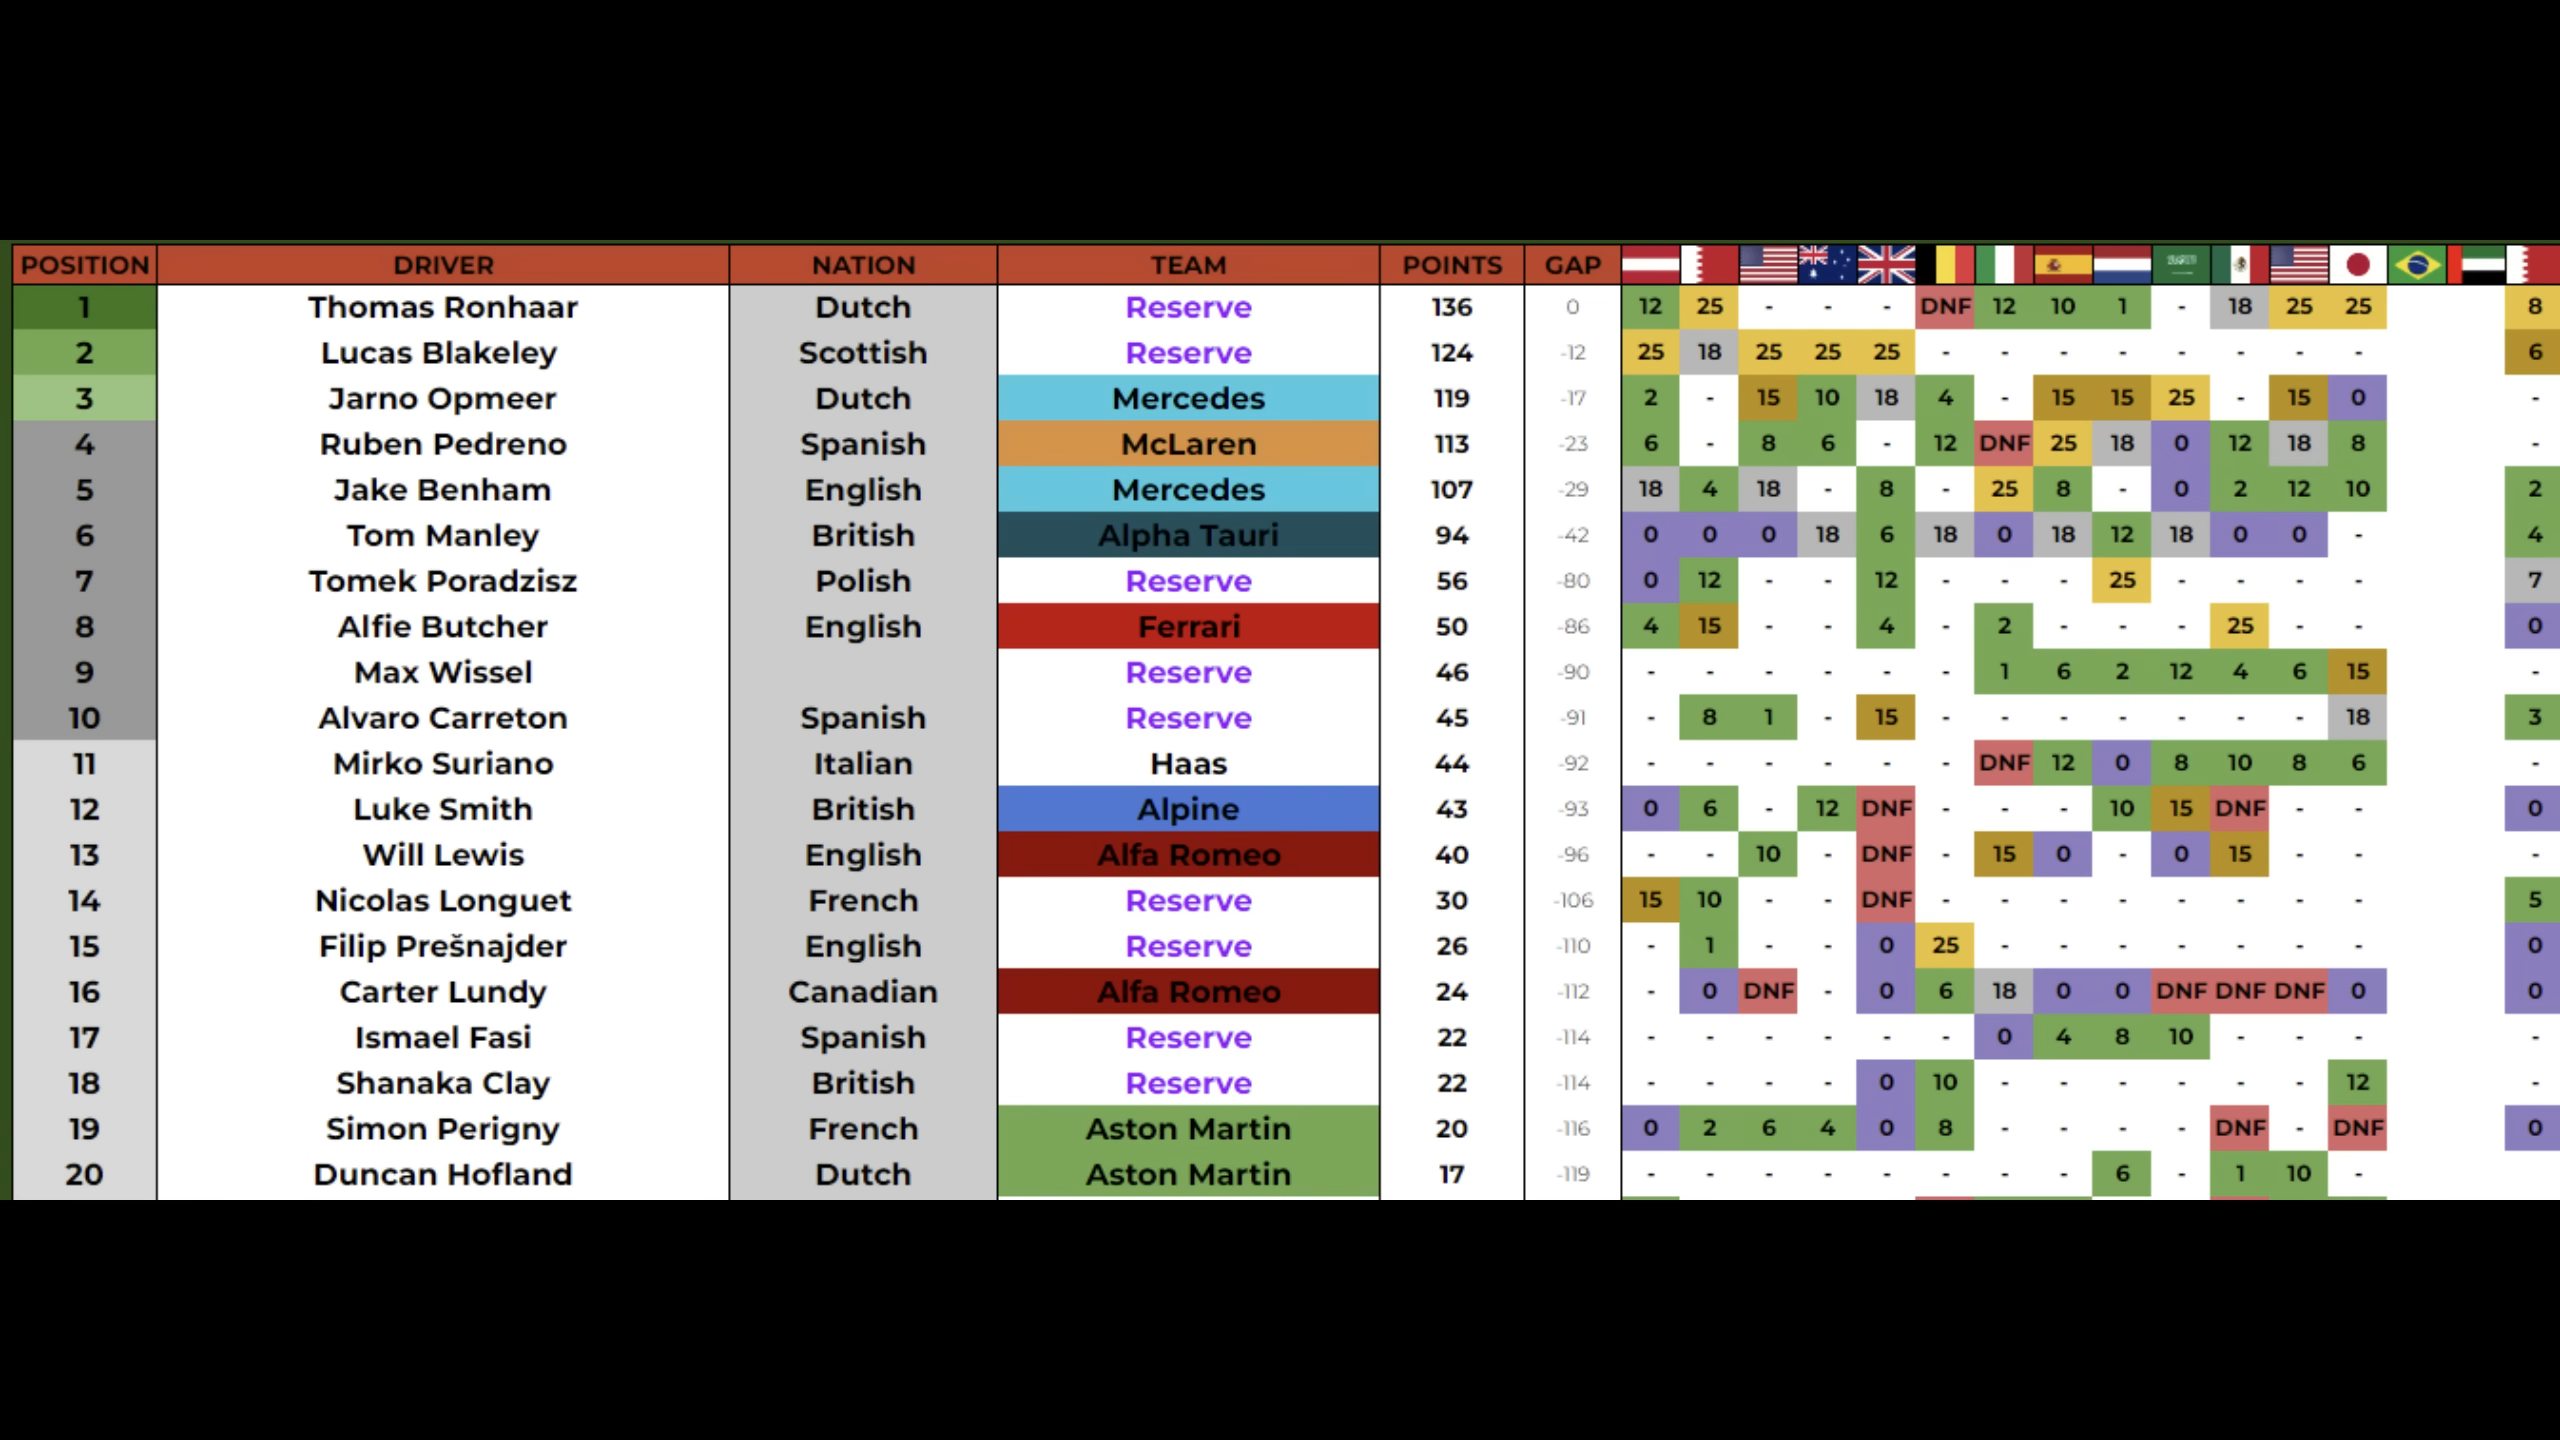 POSITION DRIVER NATION TEAM POINTS GAP
1 Thomas Ronhaar Dutch Reserve 136 0 12 25 - - - DNF 12 10 1 - 18 25 25 8
2 Lucas Blakeley Scottish Reserve 124 -12 25 18 25 25 25 - - - - - - - - 6
3 Jarno Opmeer Dutch Mercedes 119 -17 2 - 15 10 18 4 - 15 15 25 - 15 0 -
4 Ruben Pedreno Spanish McLaren 113 -23 6 - 8 6 - 12 DNF 25 18 0 12 18 8 -
5 Jake Benham English Mercedes 107 -29 18 4 18 - 8 - 25 8 - 0 2 12 10 2
6 Tom Manley British Alpha Tauri 94 -42 0 0 0 18 6 18 0 18 12 18 0 0 - 4
7 Tomek Poradzisz Polish Reserve 56 -80 0 12 - - 12 - - - 25 - - - - 7
8 Alfie Butcher English Ferrari 50 -86 4 15 - - 4 - 2 - - - 25 - - 0
9 Max Wissel Reserve 46 -90 - - - - - - 1 6 2 12 4 6 15 -
10 Alvaro Carreton Spanish Reserve 45 -91 - 8 1 - 15 - - - - - - - 18 3
11 Mirko Suriano Italian Haas 44 -92 - - - - - - DNF 12 0 8 10 8 6 -
12 Luke Smith British Alpine 43 -93 0 6 - 12 DNF - - - 10 15 DNF - - 0
13 Will Lewis English Alfa Romeo 40 -96 - - 10 - DNF - 15 0 - 0 15 - - -
14 Nicolas Longuet French Reserve 30 -106 15 10 - - DNF - - - - - - - - 5
15 Filip Prešnajder English Reserve 26 -110 - 1 - - 0 25 - - - - - - - 0
16 Carter Lundy Canadian Alfa Romeo 24 -112 - 0 DNF - 0 6 18 0 0 DNF DNF DNF 0 0
17 Ismael Fasi Spanish Reserve 22 -114 - - - - - - 0 4 8 10 - - - -
18 Shanaka Clay British Reserve 22 -114 - - - - 0 10 - - - - - - 12 -
19 Simon Perigny French Aston Martin 20 -116 0 2 6 4 0 8 - - - - DNF - DNF 0
20 Duncan Hofland Dutch Aston Martin 17 -119 - - - - - - - - 6 - 1 10 - -